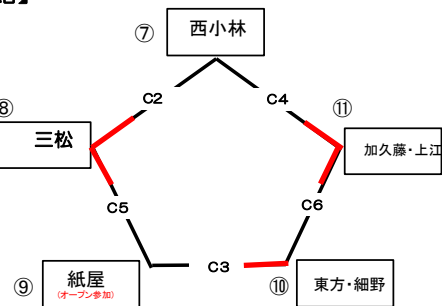 ⑦ 西小林
C2 C4
⑧ 三松
⑪ 加久藤・上江
C5 C6
C3
⑨ 紙屋
(オープン参加)
⑩ 東方・細野